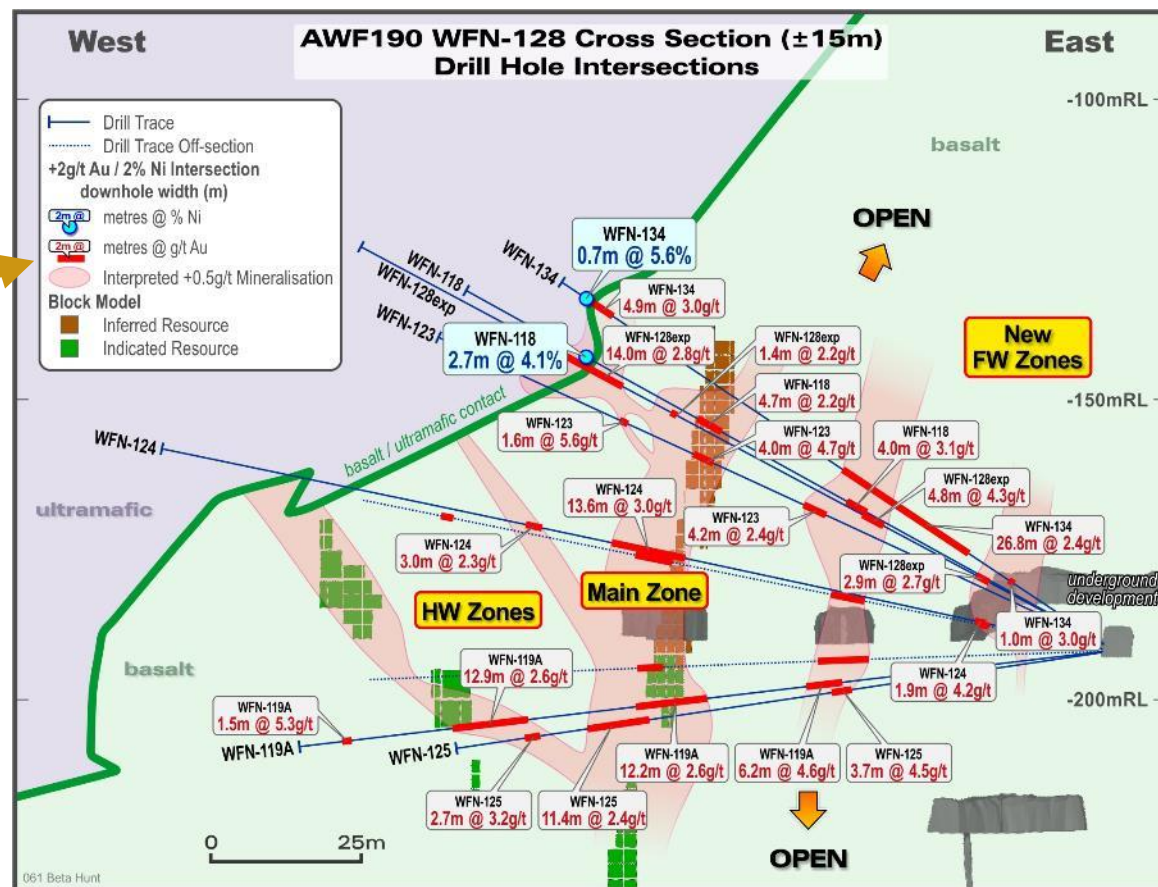 West
AWF190 WFN-128 Cross Section (±15m)
Drill Hole Intersections
East
-100mRL
Drill Trace
Drill Trace Off-section
+2g/t Au / 2% Ni Intersection
downhole width (m)
2m @
metres @ % Ni
2m @
metres @ g/t Au
Interpreted +0.5g/t Mineralisation
Block Model
Inferred Resource
Indicated Resource
basalt
OPEN
WFN-134
0.7m @ 5.6%
WFN-134
WFN-118
WFN-128exp
WFN-123
WFN-134
4.9m @ 3.0g/t
WFN-118
2.7m @ 4.1%
WFN-128exp
14.0m @ 2.8g/t
WFN-128exp
1.4m @ 2.2g/t
New
FW Zones
WFN-118
4.7m @ 2.2g/t
-150mRL
WFN-123
1.6m @ 5.6g/t
WFN-123
4.0m @ 4.7g/t
WFN-118
4.0m @ 3.1g/t
WFN-124
basalt / ultramafic contact
WFN-128exp
4.8m @ 4.3g/t
WFN-124
13.6m @ 3.0g/t
ultramafic
WFN-123
4.2m @ 2.4g/t
WFN-134
26.8m @ 2.4g/t
WFN-124
3.0m @ 2.3g/t
WFN-128exp
2.9m @ 2.7g/t
underground
development
HW Zones
Main Zone
WFN-134
1.0m @ 3.0g/t
basalt
WFN-119A
12.9m @ 2.6g/t
WFN-124
1.9m @ 4.2g/t
-200mRL
WFN-119A
1.5m @ 5.3g/t
WFN-119A
WFN-125
WFN-119A
12.2m @ 2.6g/t
WFN-119A
6.2m @ 4.6g/t
WFN-125
3.7m @ 4.5g/t
WFN-125
2.7m @ 3.2g/t
WFN-125
11.4m @ 2.4g/t
0
25m
OPEN
061 Beta Hunt